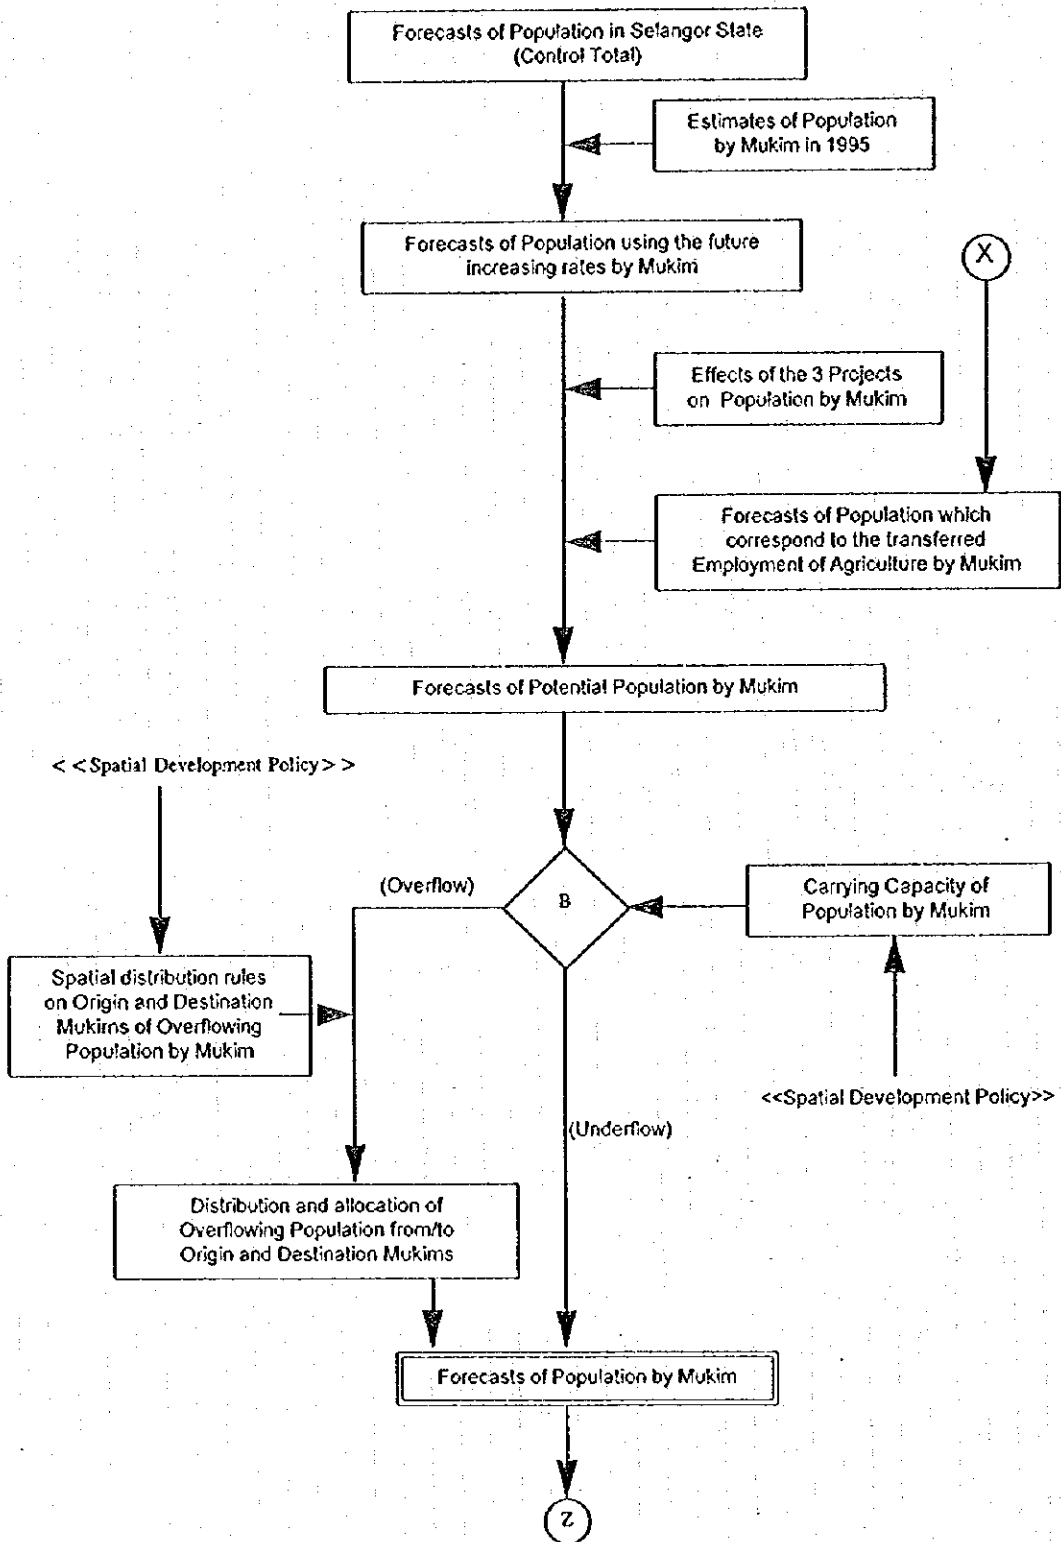 Forecasts of Population in Selangor State
(Control Total)
Estimates of Population
by Mukim in 1995
Forecasts of Population using the future
increasing rates by Mukim
X
Effects of the 3 Projects
on Population by Mukim
Forecasts of Population which
correspond to the transferred
Employment of Agriculture by Mukim
Forecasts of Potential Population by Mukim
< <Spatial Development Policy> >
(Overflow)
B
Carrying Capacity of
Population by Mukim
Spatial distribution rules
on Origin and Destination
Mukims of Overflowing
Population by Mukim
<<Spatial Development Policy>>
(Underflow)
Distribution and allocation of
Overflowing Population from/to
Origin and Destination Mukims
Forecasts of Population by Mukim
Z